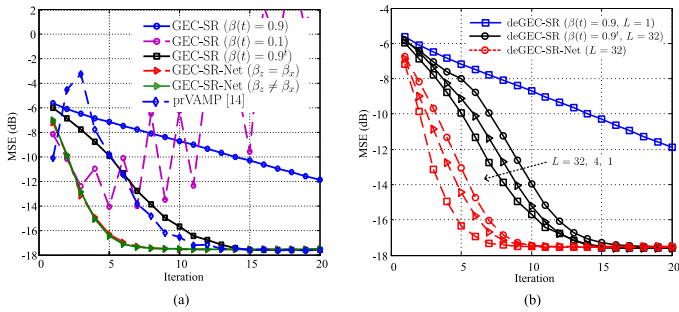 2
0
-2
-4
-6
-8
-10
-12
-14
-16
-18
0
5
10
15
20
MSE (dB)
Iteration
GEC-SR (β(t) = 0.9)
GEC-SR (β(t) = 0.1)
GEC-SR (β(t) = 0.9^t)
GEC-SR-Net (β_z = β_x)
GEC-SR-Net (β_z ≠ β_x)
prVAMP [14]
(a)
-4
-6
-8
-10
-12
-14
-16
-18
0
5
10
15
20
MSE (dB)
Iteration
deGEC-SR (β(t) = 0.9, L = 1)
deGEC-SR (β(t) = 0.9^t, L = 32)
deGEC-SR-Net (L = 32)
L = 32, 4, 1
(b)